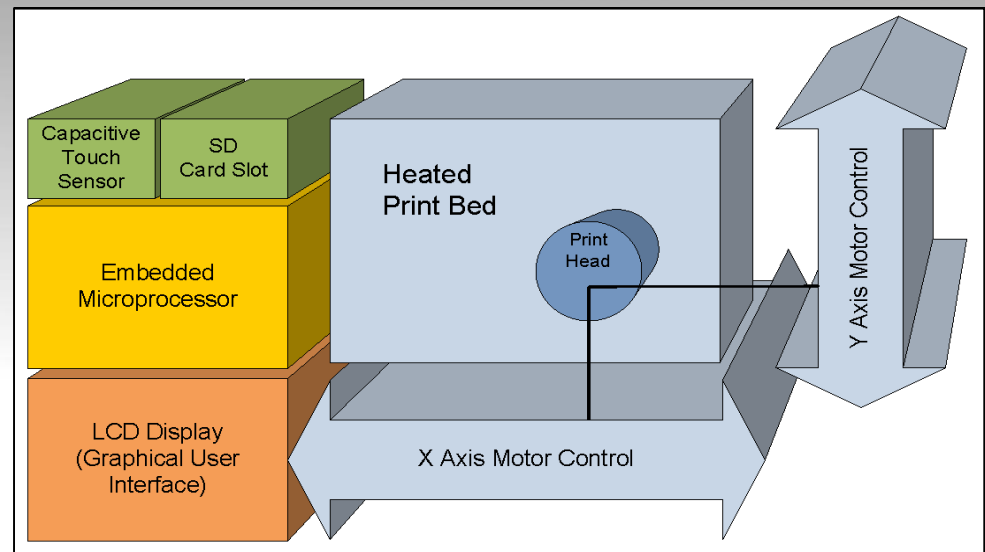 Capacitive
Touch
Sensor
SD
Card Slot
Heated
Print Bed
Print
Head
Embedded
Microprocessor
Y Axis Motor Control
LCD Display
(Graphical User
Interface)
X Axis Motor Control